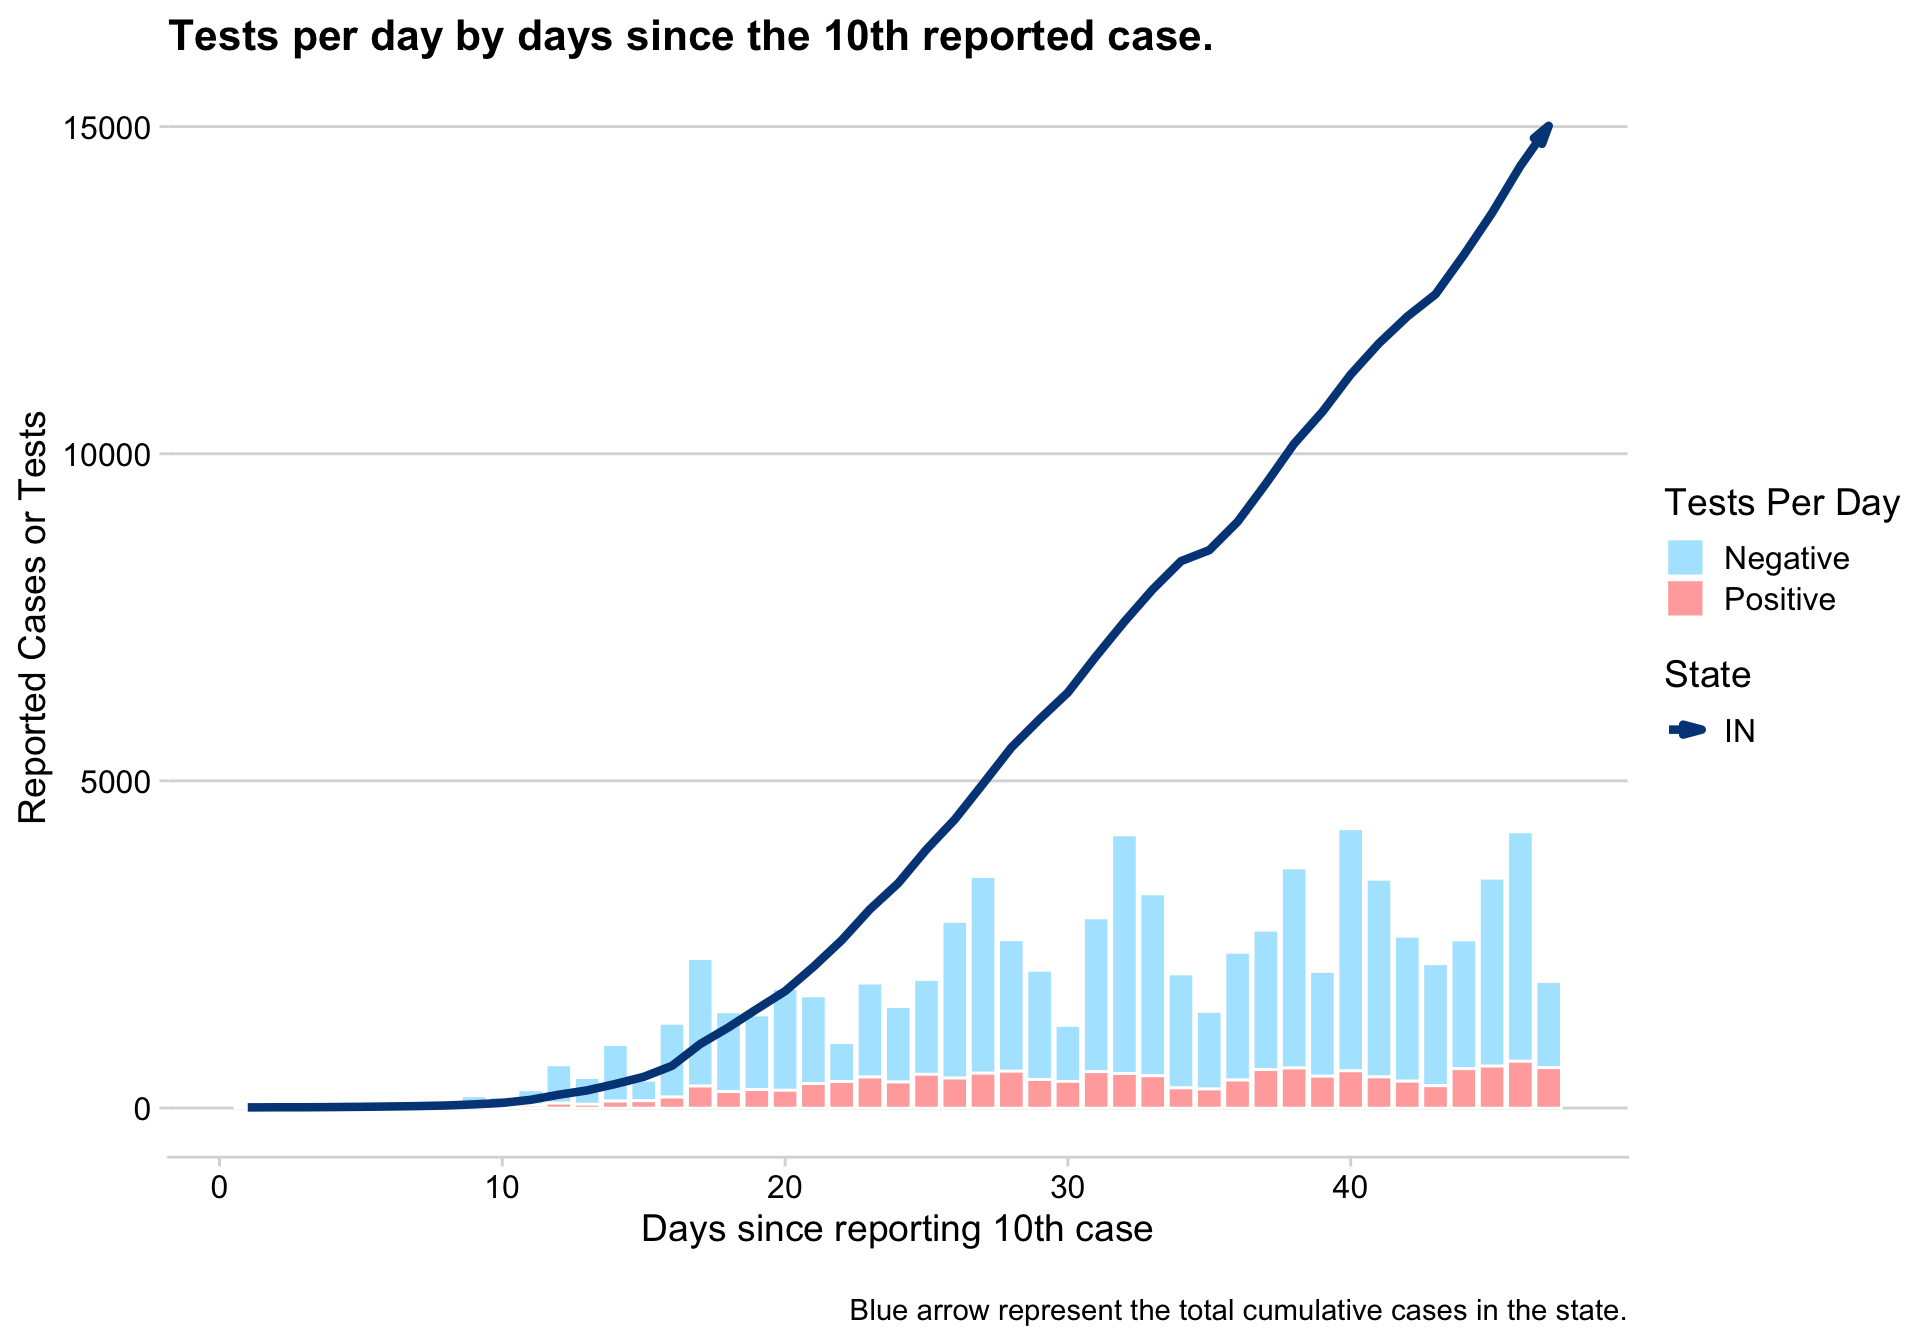 Tests per day by days since the 10th reported case.
15000
10000
5000
0
Reported Cases or Tests
0 10 20 30 40
Days since reporting 10th case
Tests Per Day
Negative
Positive
State
IN
Blue arrow represent the total cumulative cases in the state.